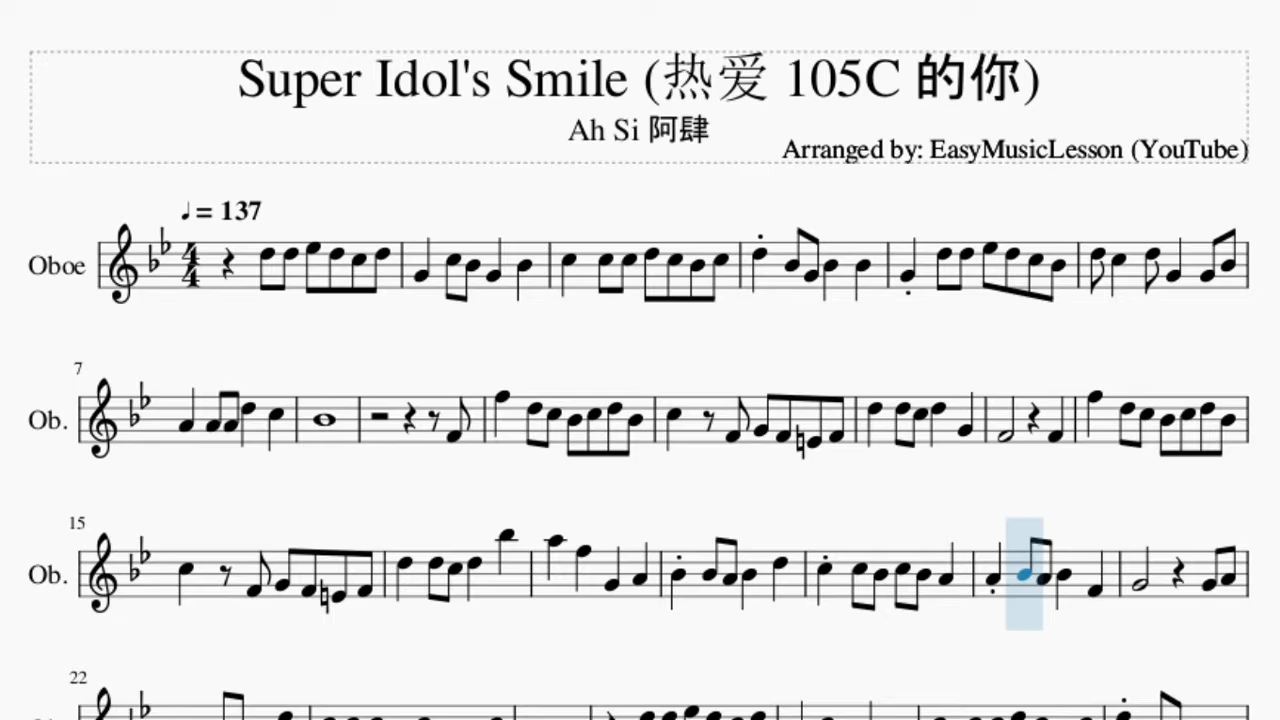 Super Idol's Smile (热爱 105C 的你)
Ah Si 阿肆
Arranged by: EasyMusicLesson (YouTube)
♩= 137
Oboe
4
4
7
Ob.
15
Ob.
22